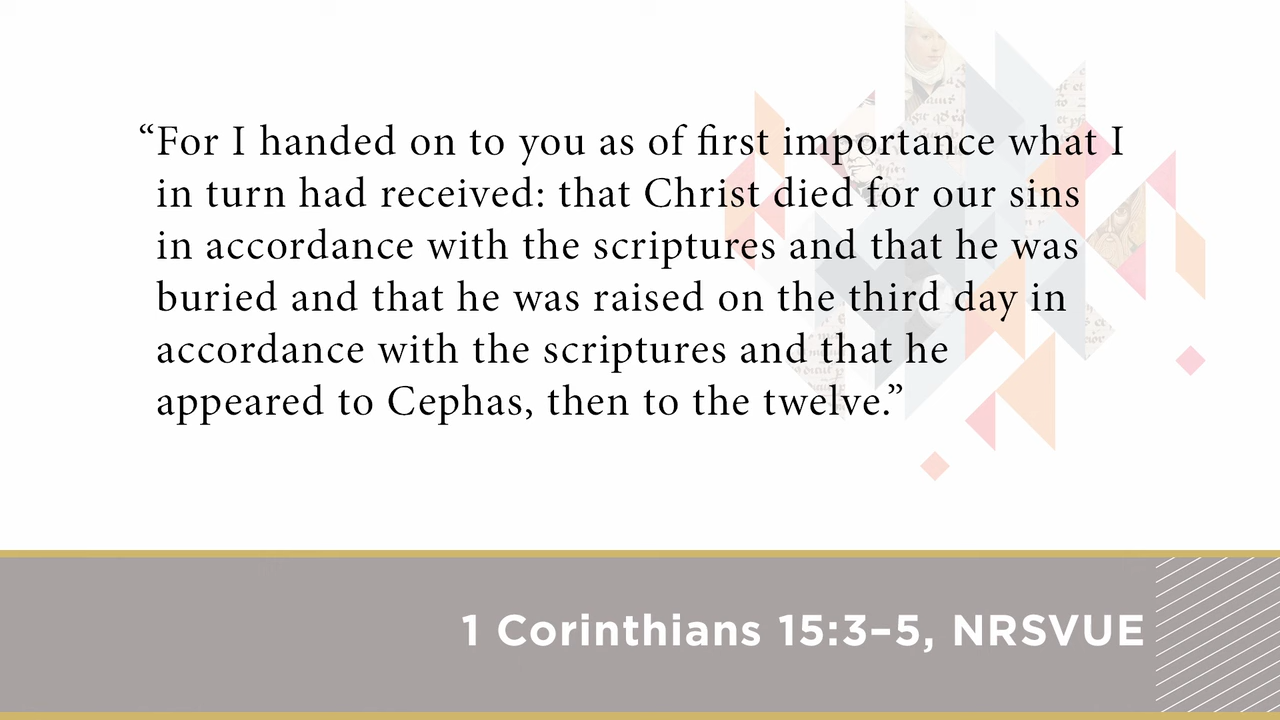 “For I handed on to you as of first importance what I
in turn had received: that Christ died for our sins
in accordance with the scriptures and that he was
buried and that he was raised on the third day in
accordance with the scriptures and that he
appeared to Cephas, then to the twelve.”
1 Corinthians 15:3–5, NRSVUE